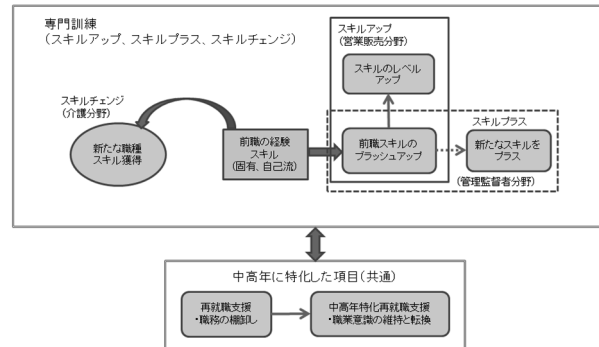 専門訓練
(スキルアップ、スキルプラス、スキルチェンジ)
スキルアップ
(営業販売分野)
スキルのレベル
アップ
スキルチェンジ
(介護分野)
新たな職種
スキル獲得
前職の経験
スキル
(固有、自己流)
前職スキルの
ブラッシュアップ
スキルプラス
新たなスキルを
プラス
(管理監督者分野)
中高年に特化した項目(共通)
再就職支援
・職務の棚卸し
中高年特化再就職支援
・職業意識の維持と転換